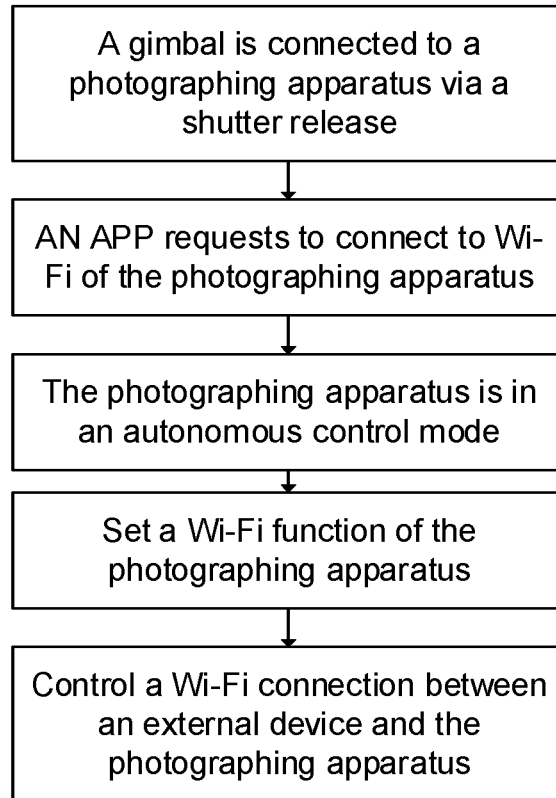 A gimbal is connected to a
photographing apparatus via a
shutter release
AN APP requests to connect to Wi-
Fi of the photographing apparatus
The photographing apparatus is in
an autonomous control mode
Set a Wi-Fi function of the
photographing apparatus
Control a Wi-Fi connection between
an external device and the
photographing apparatus